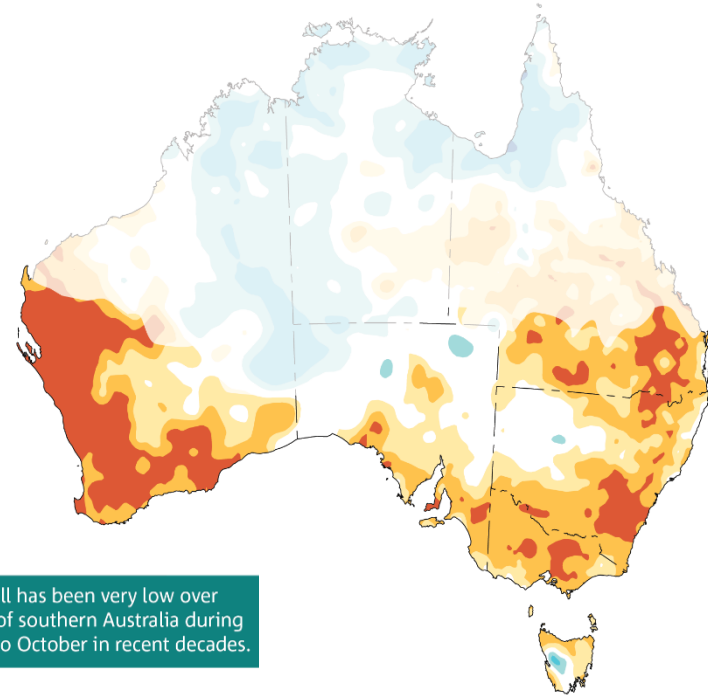 ll has been very low over
of southern Australia during
o October in recent decades.